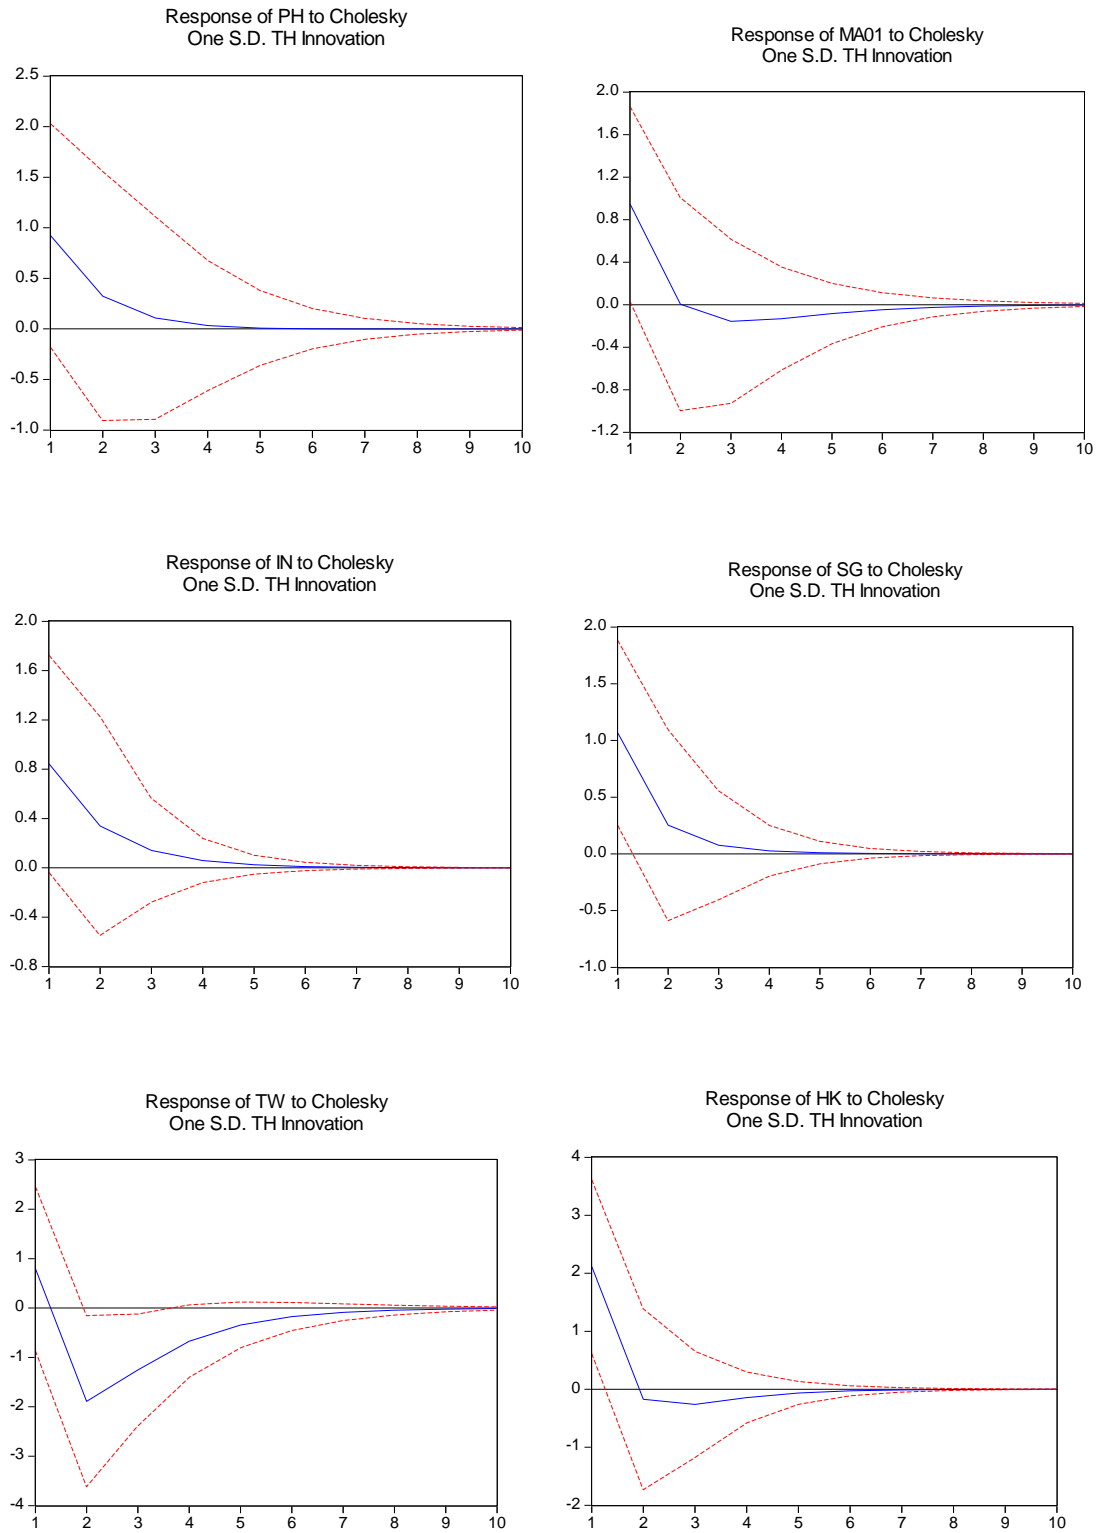 Response of PH to Cholesky
One S.D. TH Innovation
2.5
2.0
1.5
1.0
0.5
0.0
-0.5
-1.0
1 2 3 4 5 6 7 8 9 10
Response of MA01 to Cholesky
One S.D. TH Innovation
2.0
1.6
1.2
0.8
0.4
0.0
-0.4
-0.8
-1.2
1 2 3 4 5 6 7 8 9 10
Response of IN to Cholesky
One S.D. TH Innovation
2.0
1.6
1.2
0.8
0.4
0.0
-0.4
-0.8
1 2 3 4 5 6 7 8 9 10
Response of SG to Cholesky
One S.D. TH Innovation
2.0
1.5
1.0
0.5
0.0
-0.5
-1.0
1 2 3 4 5 6 7 8 9 10
Response of TW to Cholesky
One S.D. TH Innovation
3
2
1
0
-1
-2
-3
-4
1 2 3 4 5 6 7 8 9 10
Response of HK to Cholesky
One S.D. TH Innovation
4
3
2
1
0
-1
-2
1 2 3 4 5 6 7 8 9 10